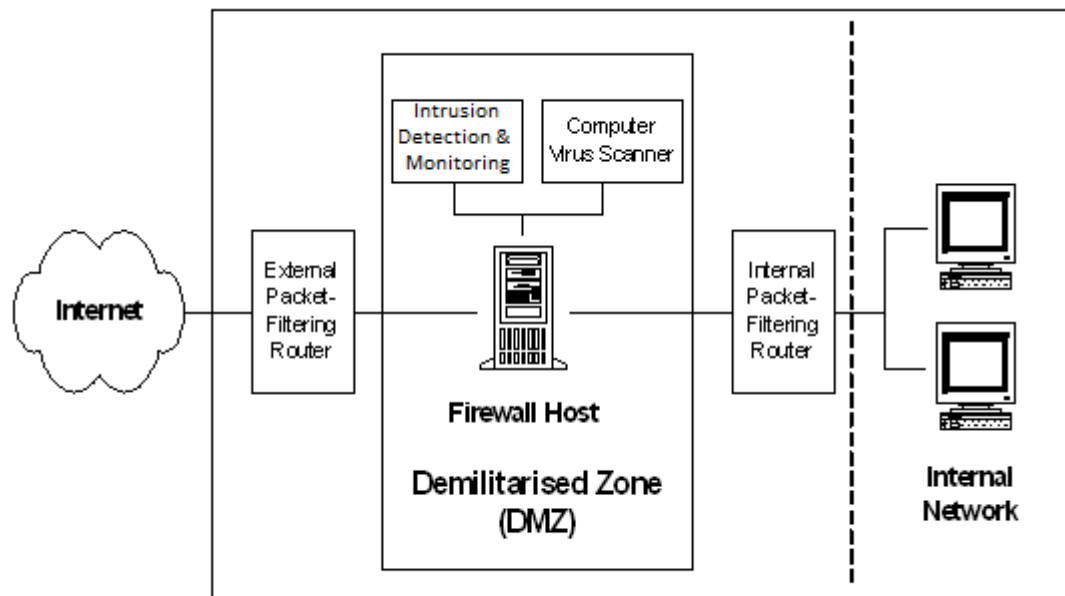 Intrusion
Detection &
Monitoring
Computer
Virus Scanner
Internet
External
Packet-
Filtering
Router
Firewall Host
Demilitarised Zone
(DMZ)
Internal
Packet-
Filtering
Router
Internal
Network